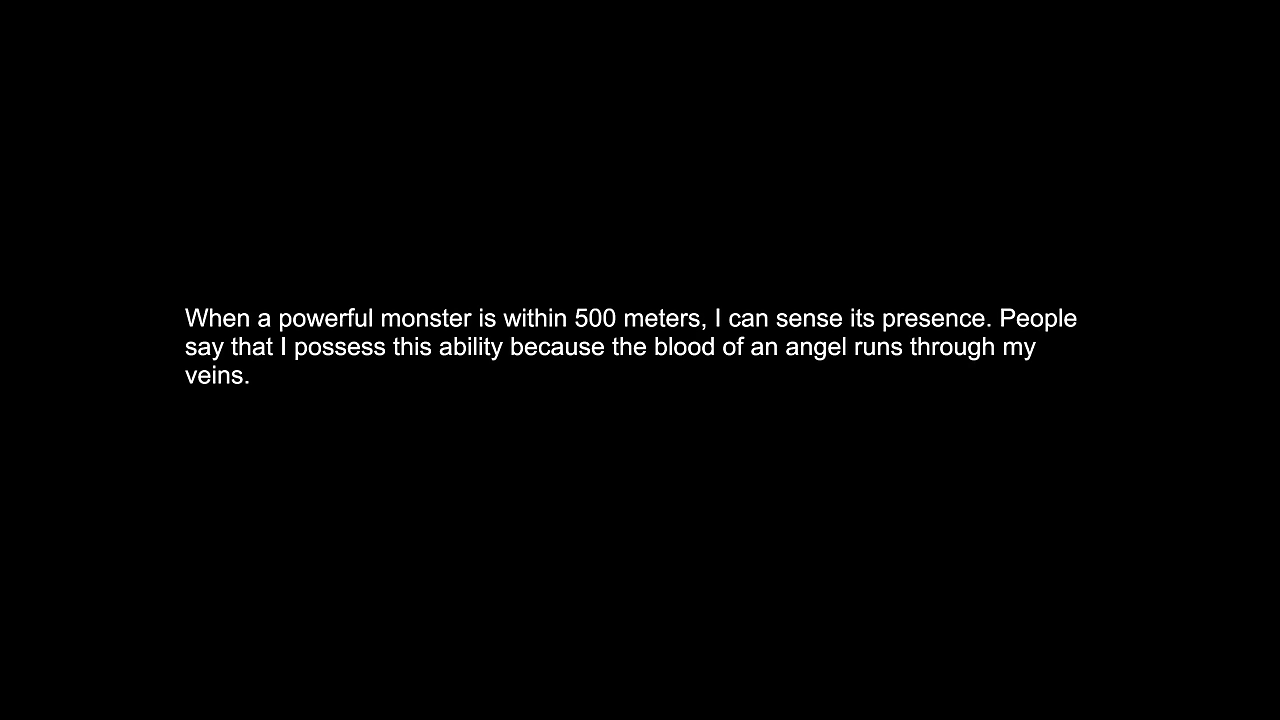 When a powerful monster is within 500 meters, I can sense its presence. People
say that I possess this ability because the blood of an angel runs through my
veins.